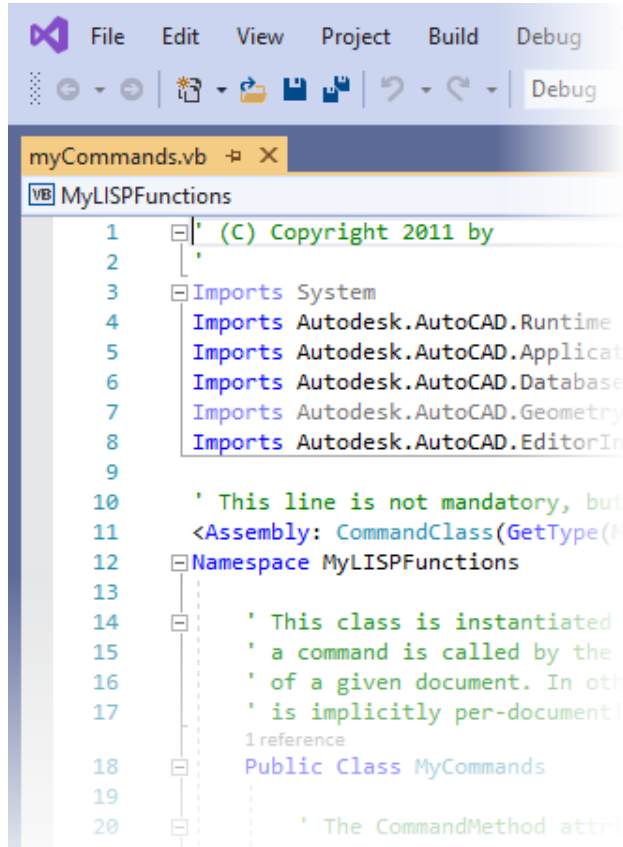 File Edit View Project Build Debug
Debug
myCommands.vb
VB MyLISPFunctions
1 ' (C) Copyright 2011 by
2 '
3 Imports System
4 Imports Autodesk.AutoCAD.Runtime
5 Imports Autodesk.AutoCAD.Applicat
6 Imports Autodesk.AutoCAD.Database
7 Imports Autodesk.AutoCAD.Geometry
8 Imports Autodesk.AutoCAD.EditorIn
9
10 ' This line is not mandatory, but
11 <Assembly: CommandClass(GetType(M
12 Namespace MyLISPFunctions
13
14 ' This class is instantiated
15 ' a command is called by the
16 ' of a given document. In oth
17 ' is implicitly per-document!
1 reference
18 Public Class MyCommands
19
20 ' The CommandMethod attri